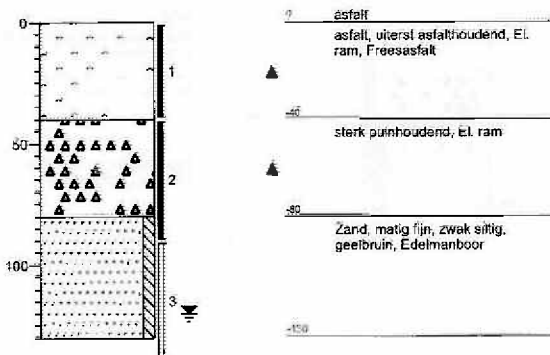 0
50
100
1
2
3
0
asfalt
asfalt, uiterst asfalthoudend, El.
ram, Freesasfalt
-40
sterk puinhoudend, El. ram
-80
Zand, matig fijn, zwak siltig,
geelbruin, Edelmanboor
-130